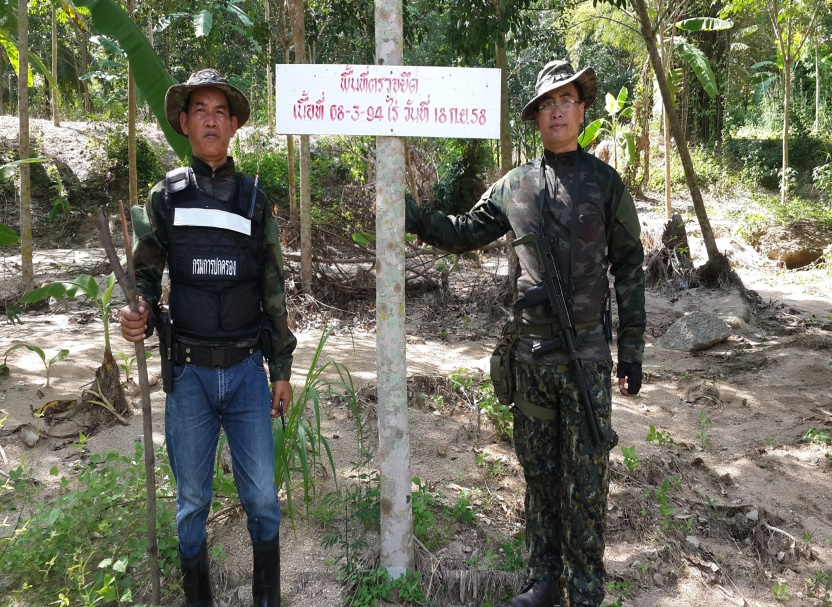 พื้นที่ตรวจยึด
เนื้อที่ 08-3-94 ไร่ วันที่ 18 ก.ย. 58
กรมการปกครอง